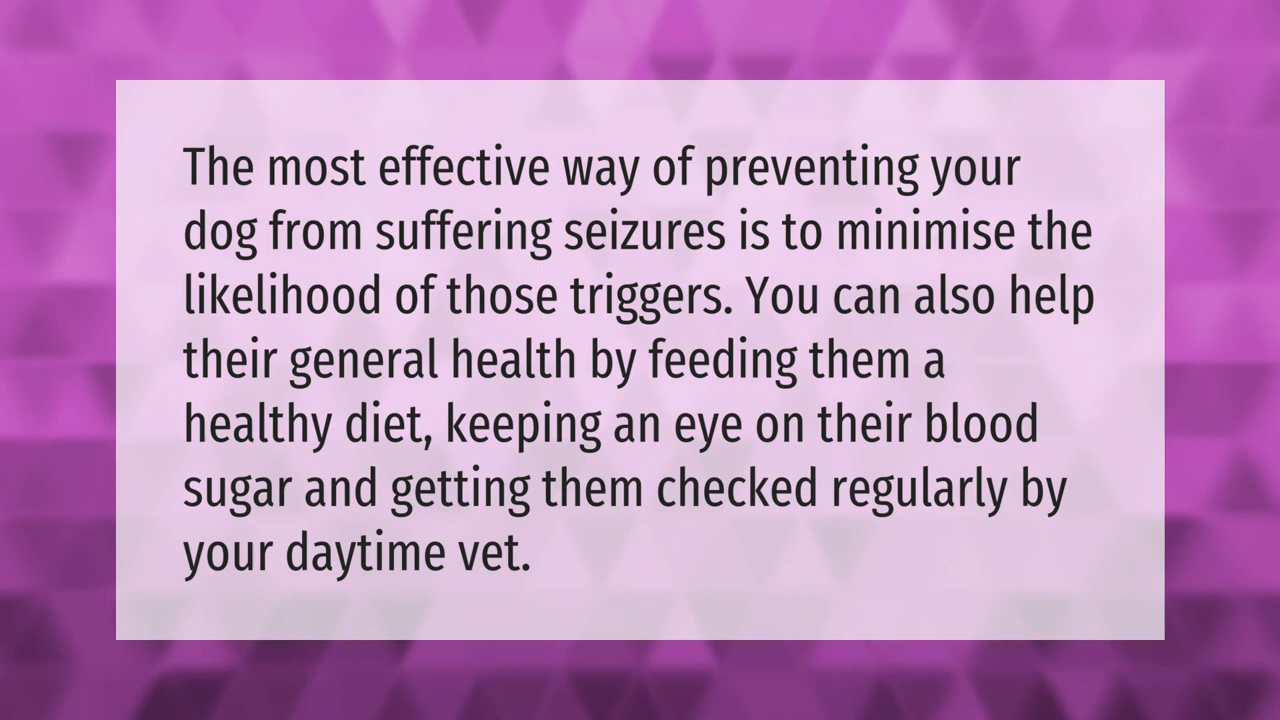 The most effective way of preventing your
dog from suffering seizures is to minimise the
likelihood of those triggers. You can also help
their general health by feeding them a
healthy diet, keeping an eye on their blood
sugar and getting them checked regularly by
your daytime vet.